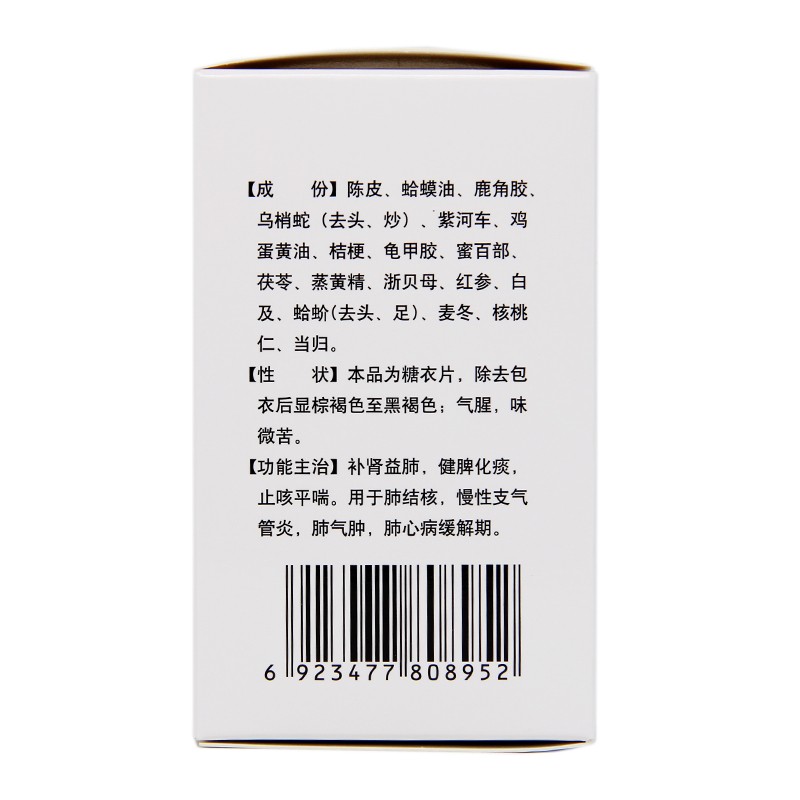 【成　　份】陈皮、蛤蟆油、鹿角胶、
乌梢蛇（去头、炒）、紫河车、鸡
蛋黄油、桔梗、龟甲胶、蜜百部、
茯苓、蒸黄精、浙贝母、红参、白
及、蛤蚧(去头、足)、麦冬、核桃
仁、当归。
【性　　状】本品为糖衣片，除去包
衣后显棕褐色至黑褐色；气腥，味
微苦。
【功能主治】补肾益肺，健脾化痰，
止咳平喘。用于肺结核，慢性支气
管炎，肺气肿，肺心病缓解期。
6 923477 808952